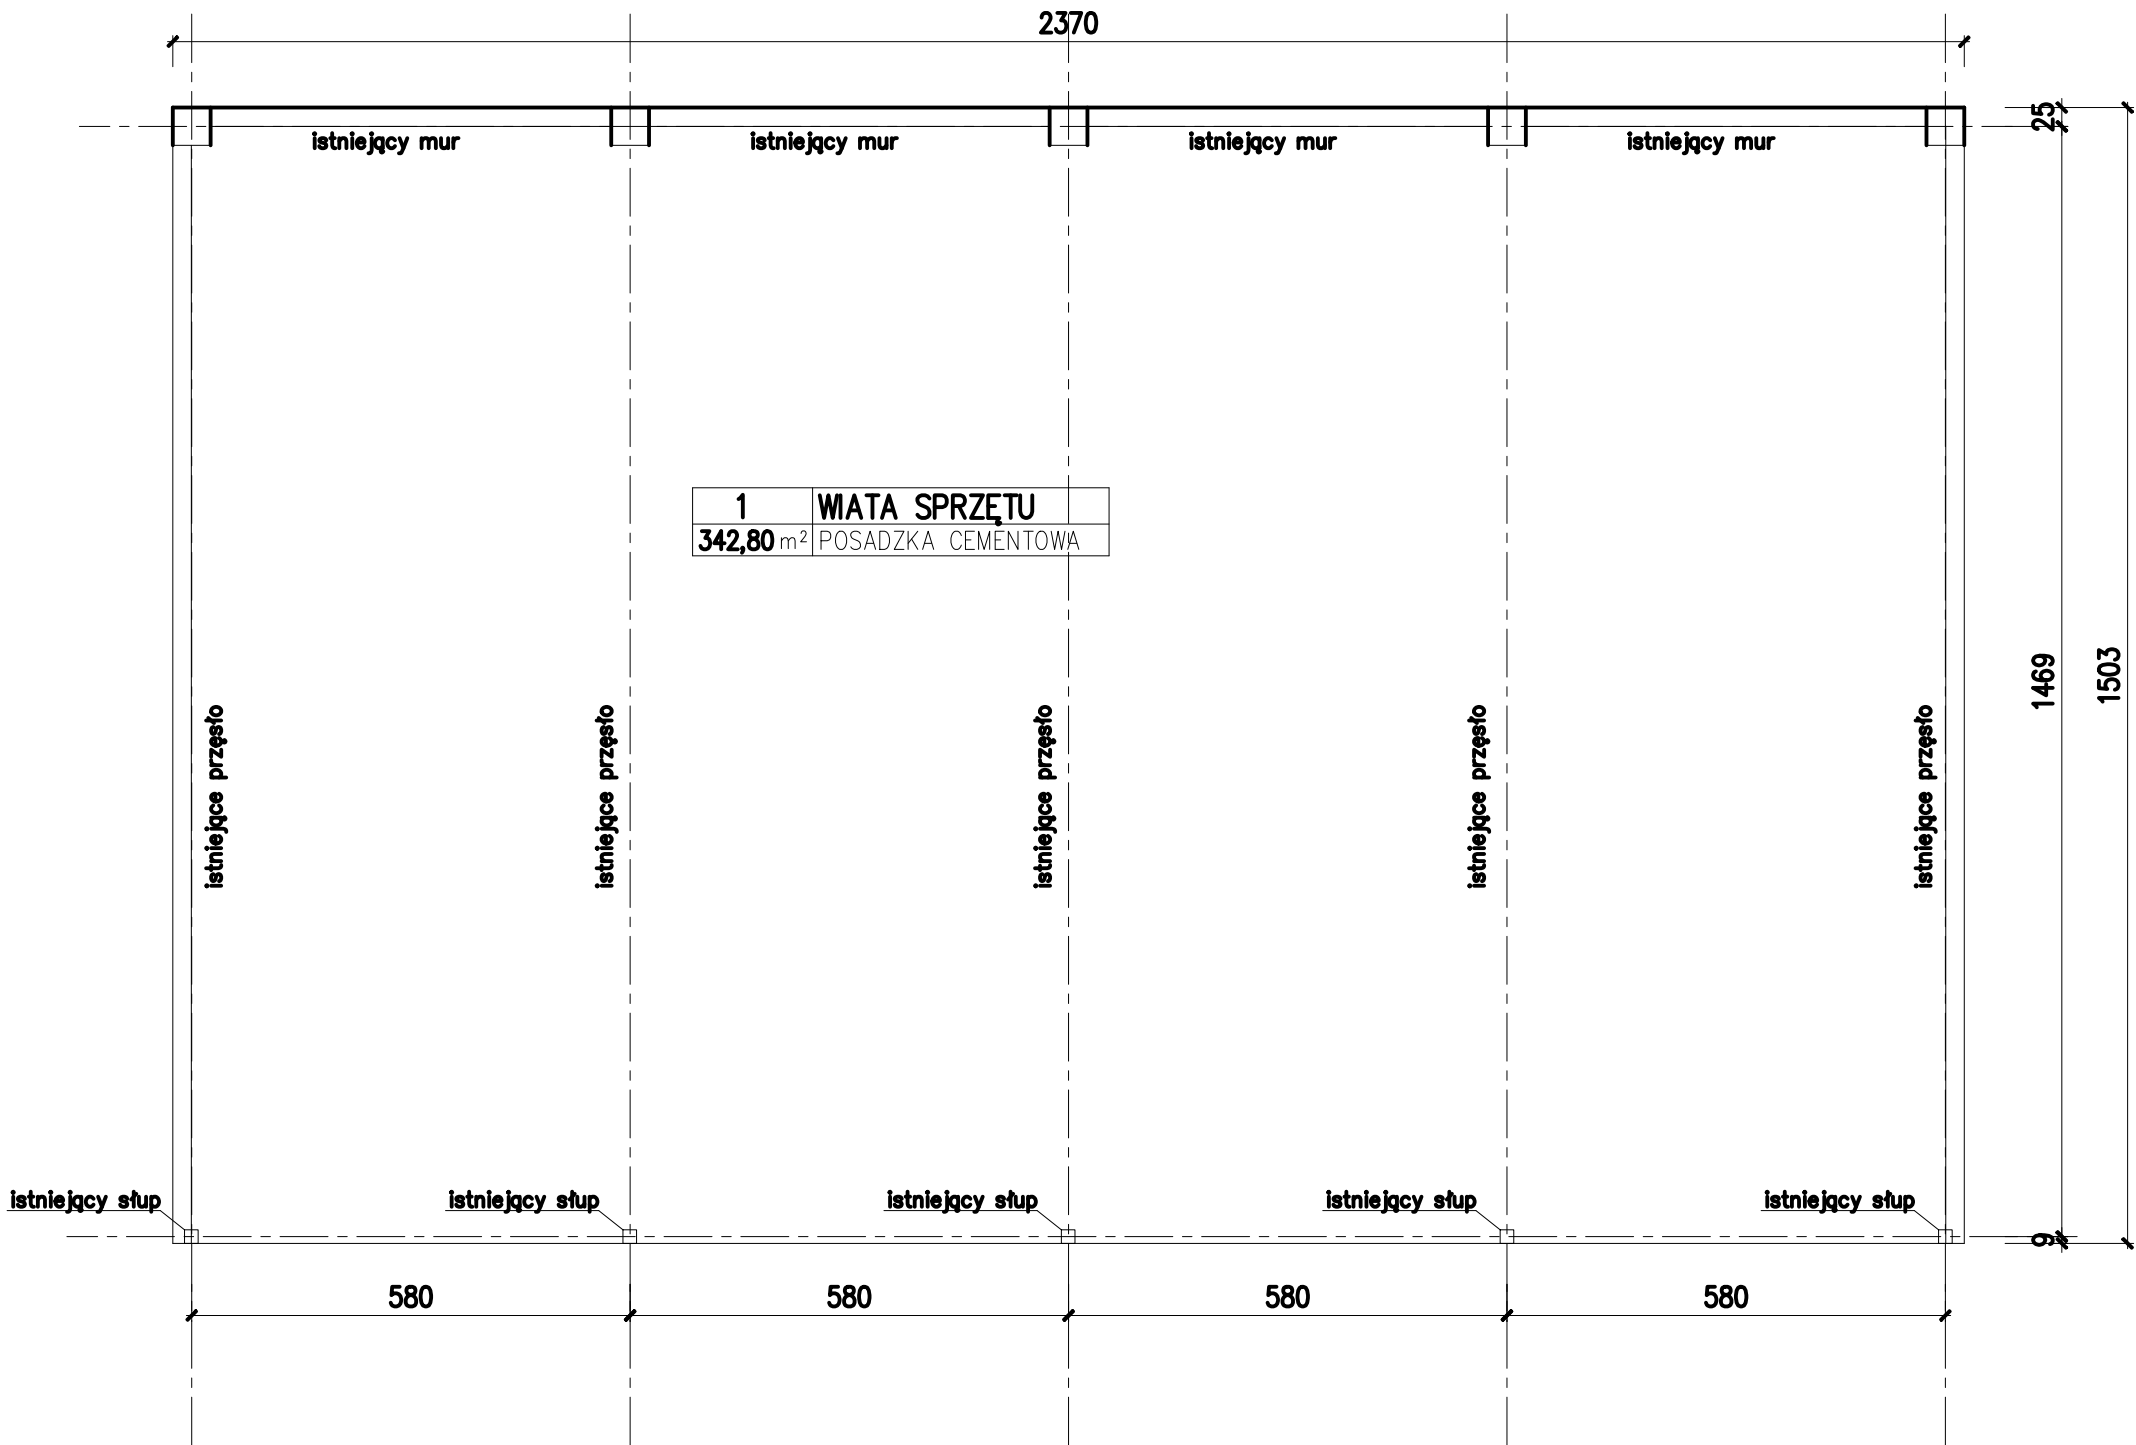 2370
25
istniejący mur
istniejący mur
istniejący mur
istniejący mur
1 WIATA SPRZĘTU
342,80 m² POSADZKA CEMENTOWA
1469
1503
istniejące przęsło
istniejące przęsło
istniejące przęsło
istniejące przęsło
istniejące przęsło
istniejący słup
istniejący słup
istniejący słup
istniejący słup
istniejący słup
9
580
580
580
580